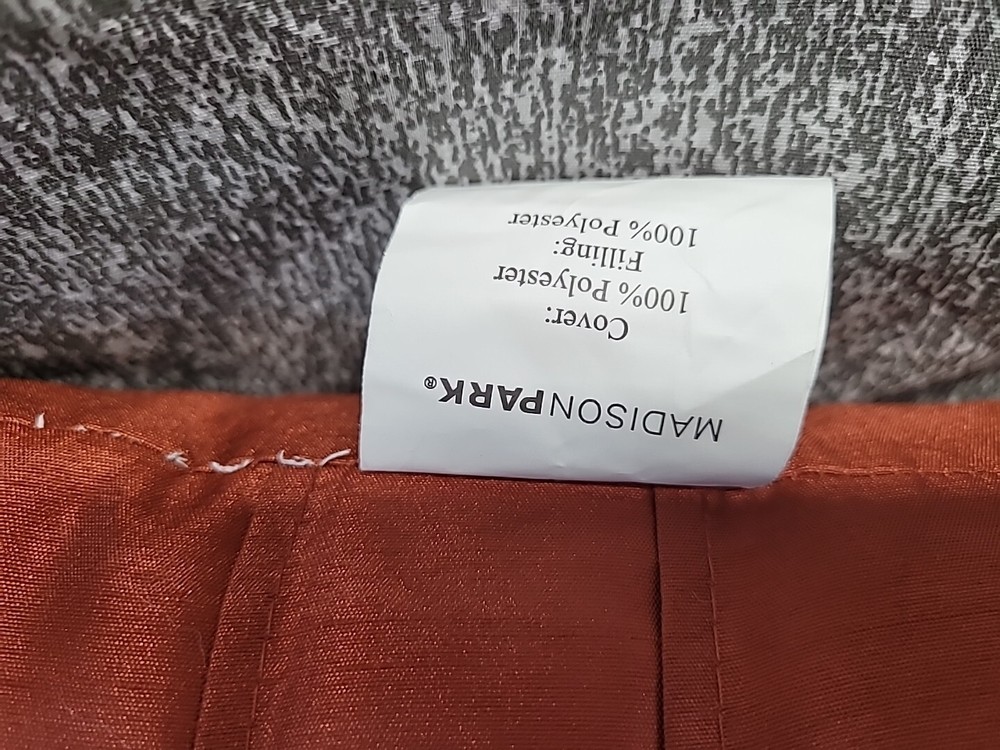 MADISONPARK®
Cover:
100% Polyester
Filling:
100% Polyester